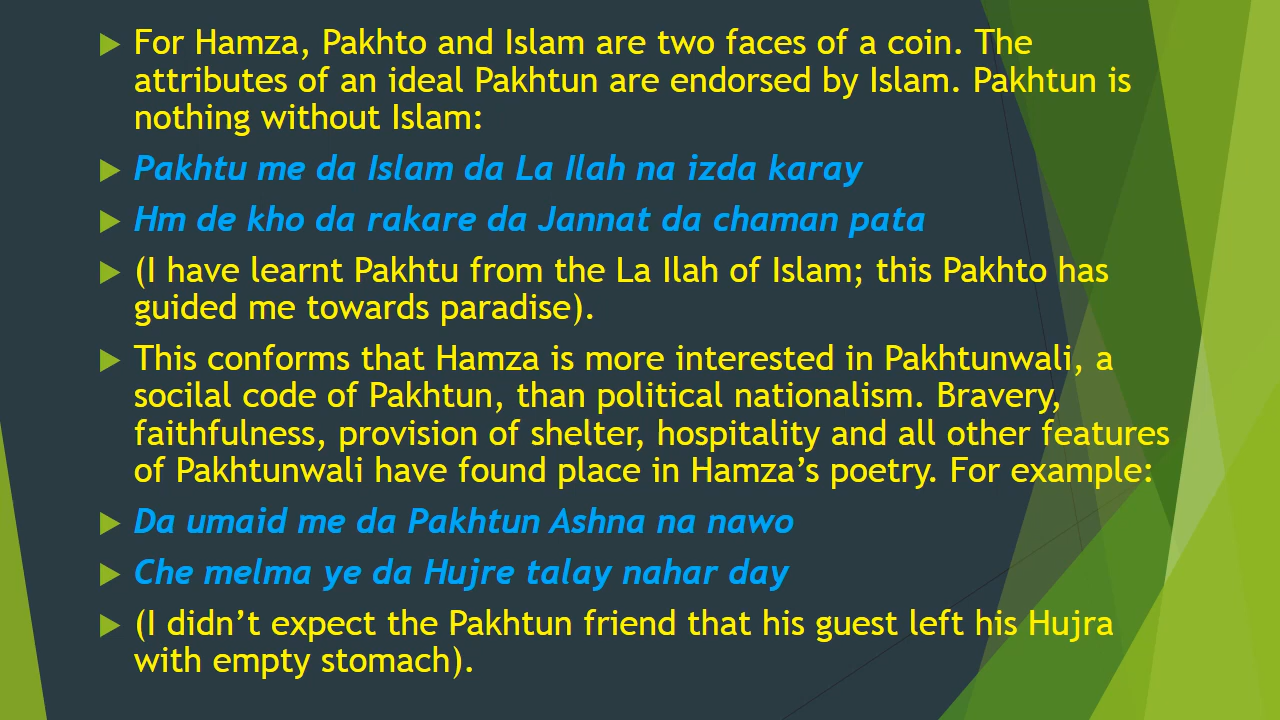 For Hamza, Pakhto and Islam are two faces of a coin. The
attributes of an ideal Pakhtun are endorsed by Islam. Pakhtun is
nothing without Islam:
Pakhtu me da Islam da La Ilah na izda karay
Hm de kho da rakare da Jannat da chaman pata
(I have learnt Pakhtu from the La Ilah of Islam; this Pakhto has
guided me towards paradise).
This conforms that Hamza is more interested in Pakhtunwali, a
socilal code of Pakhtun, than political nationalism. Bravery,
faithfulness, provision of shelter, hospitality and all other features
of Pakhtunwali have found place in Hamza’s poetry. For example:
Da umaid me da Pakhtun Ashna na nawo
Che melma ye da Hujre talay nahar day
(I didn’t expect the Pakhtun friend that his guest left his Hujra
with empty stomach).